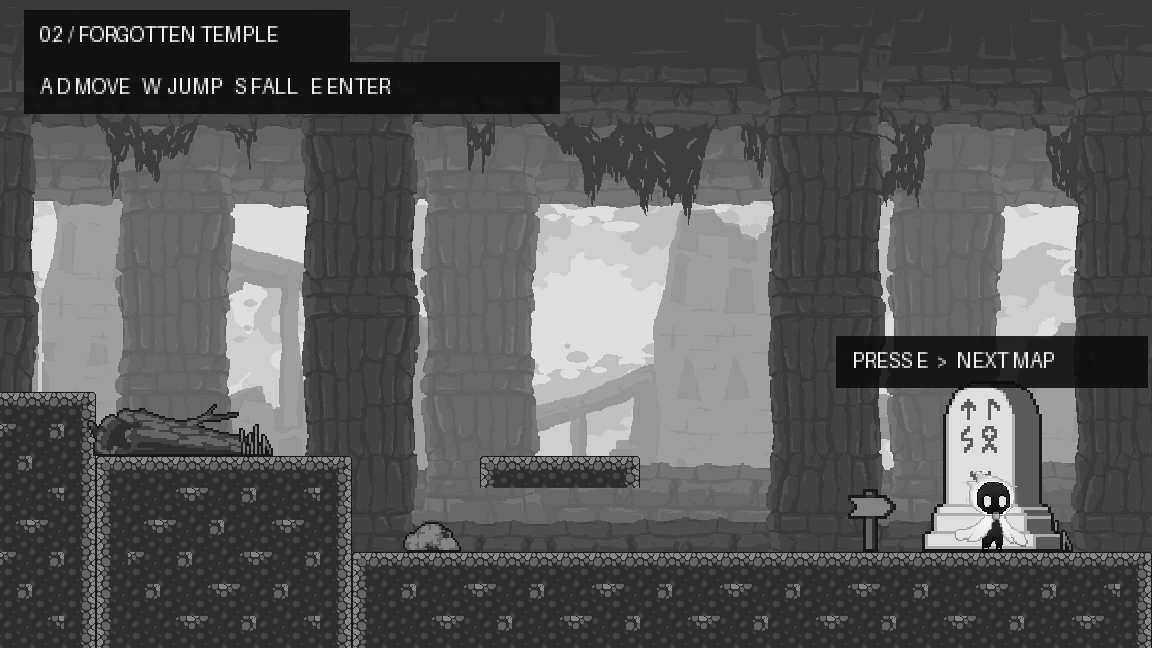 02 / FORGOTTEN TEMPLE
A D MOVE W JUMP S FALL E ENTER
PRESS E > NEXT MAP
ᛏ ᛚ
ᛊ ᛟ